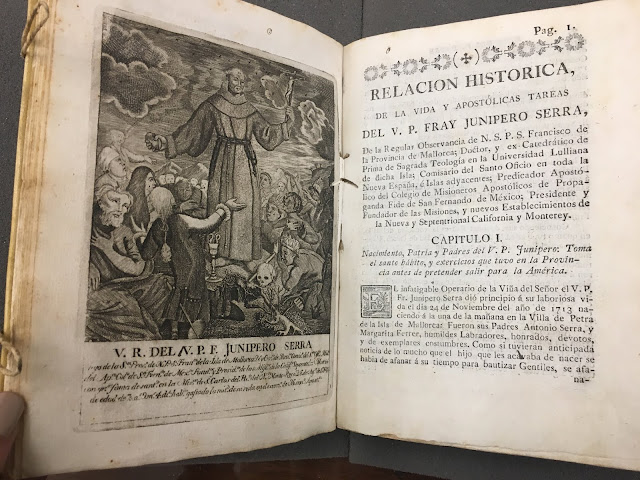 V. R. DEL V. P. F. JUNIPERO SERRA
Pag. 1.
RELACION HISTORICA,
DE LA VIDA Y APOSTÓLICAS TAREAS
DEL V. P. FRAY JUNIPERO SERRA,
De la Regular Observancia de N. S. P. S. Francisco de
la Provincia de Mallorca; Doctor, y ex-Catedrático de
Prima de Sagrada Teología en la Universidad Lulliana
de dicha Isla; Comisario del Santo Oficio en toda la
Nueva España, é Islas adyacentes; Predicador Apostó-
lico del Colegio de Misioneros Apostólicos de Propa-
ganda Fide de San Fernando de México; Presidente y
Fundador de las Misiones, y nuevos Establecimentos de
la Nueva y Septentrional California y Monterey.
CAPITULO I.
Nacimiento, Patria y Padres del V. P. Junipero: Toma
el santo hábito, y exercicios que tuvo en la Provin-
cia antes de pretender salir para la América.
EL infatigable Operario de la Viña del Señor el V. P.
Fr. Junipero Serra dió principio á su laboriosa vi-
da el dia 24 de Noviembre del año de 1713 na-
ciendo á la una de la mañana en la Villa de Petra
de la Isla de Mallorca: Fueron sus Padres Antonio Serra, y
Margarita Ferrer, humildes Labradores, honrados, devotos,
y de exemplares costumbres. Como si tuvieran anticipada
noticia de lo mucho que el hijo que les acababa de nacer se
habia de afanar á su tiempo para bautizar Gentiles, se afa-
na-